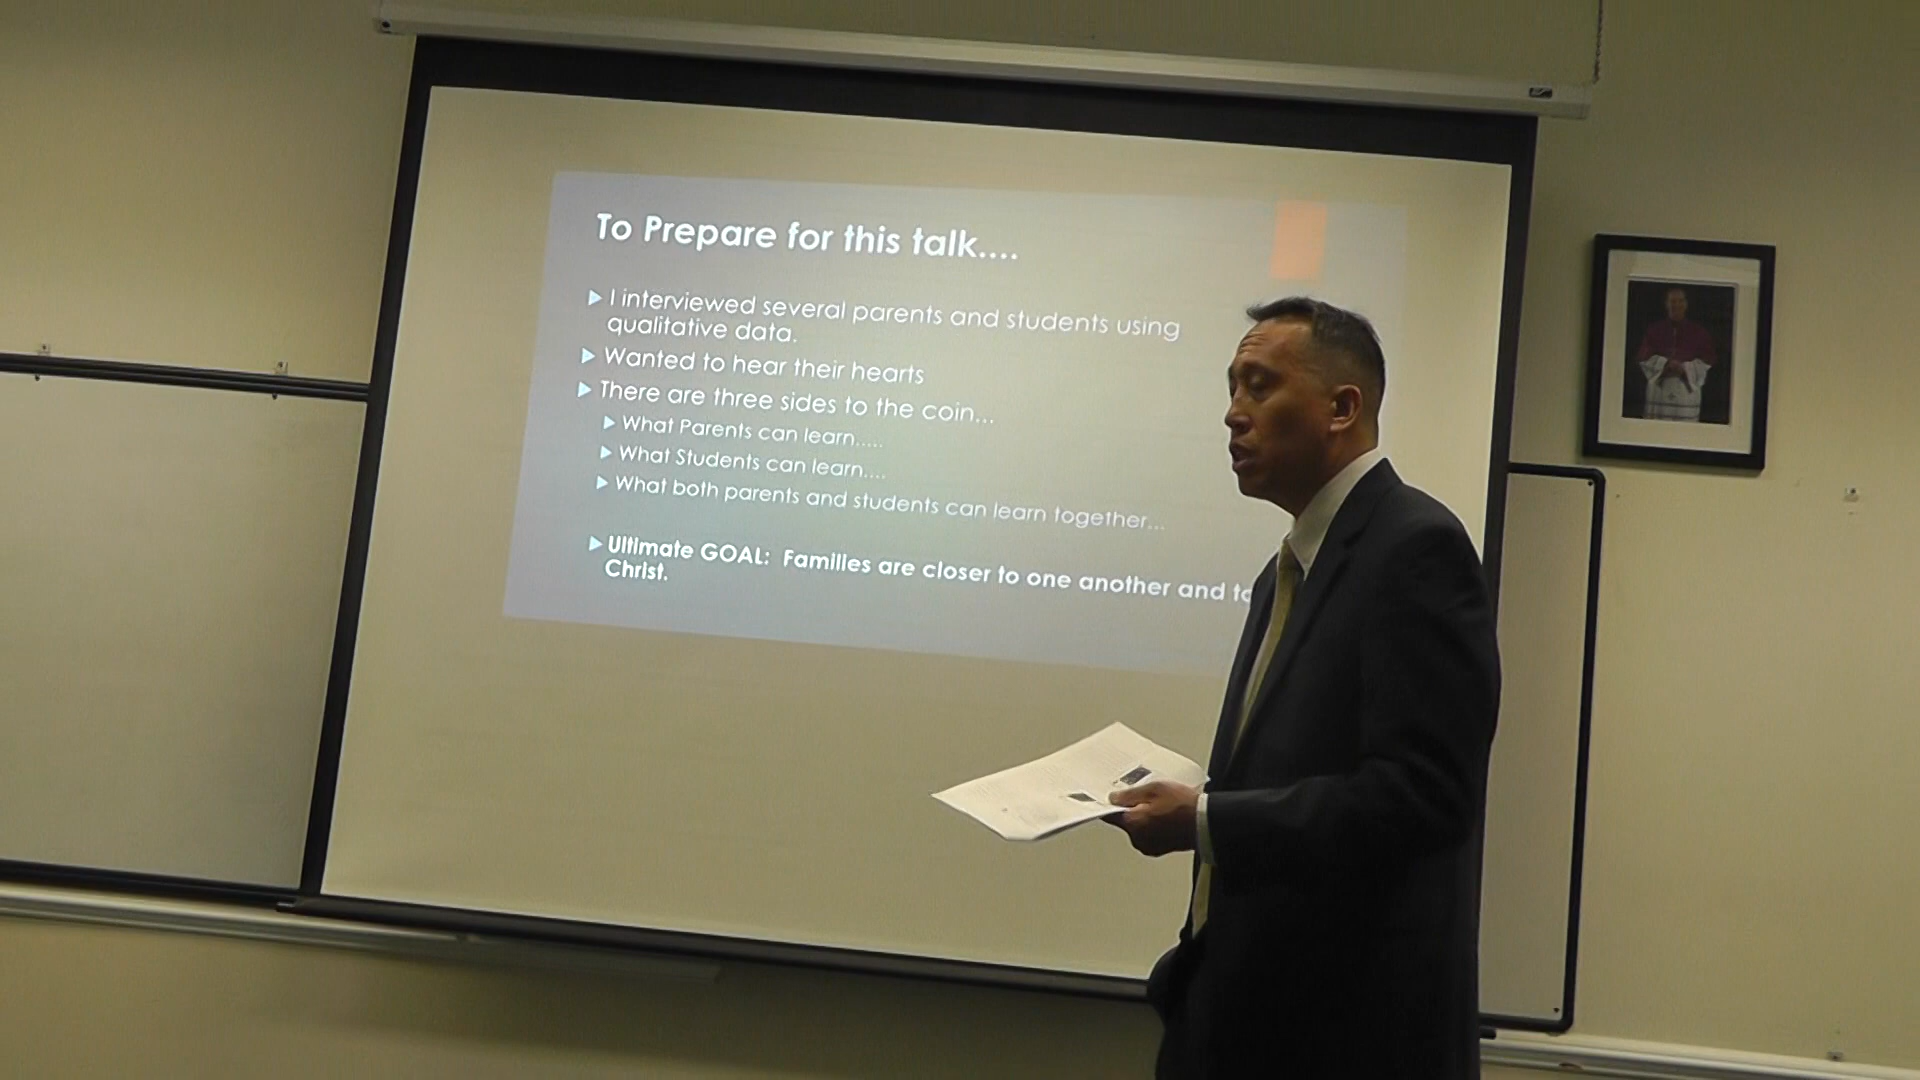 To Prepare for this talk....
I interviewed several parents and students using
qualitative data.
Wanted to hear their hearts
There are three sides to the coin...
What Parents can learn.....
What Students can learn....
What both parents and students can learn together...
Ultimate GOAL:  Families are closer to one another and to
Christ.